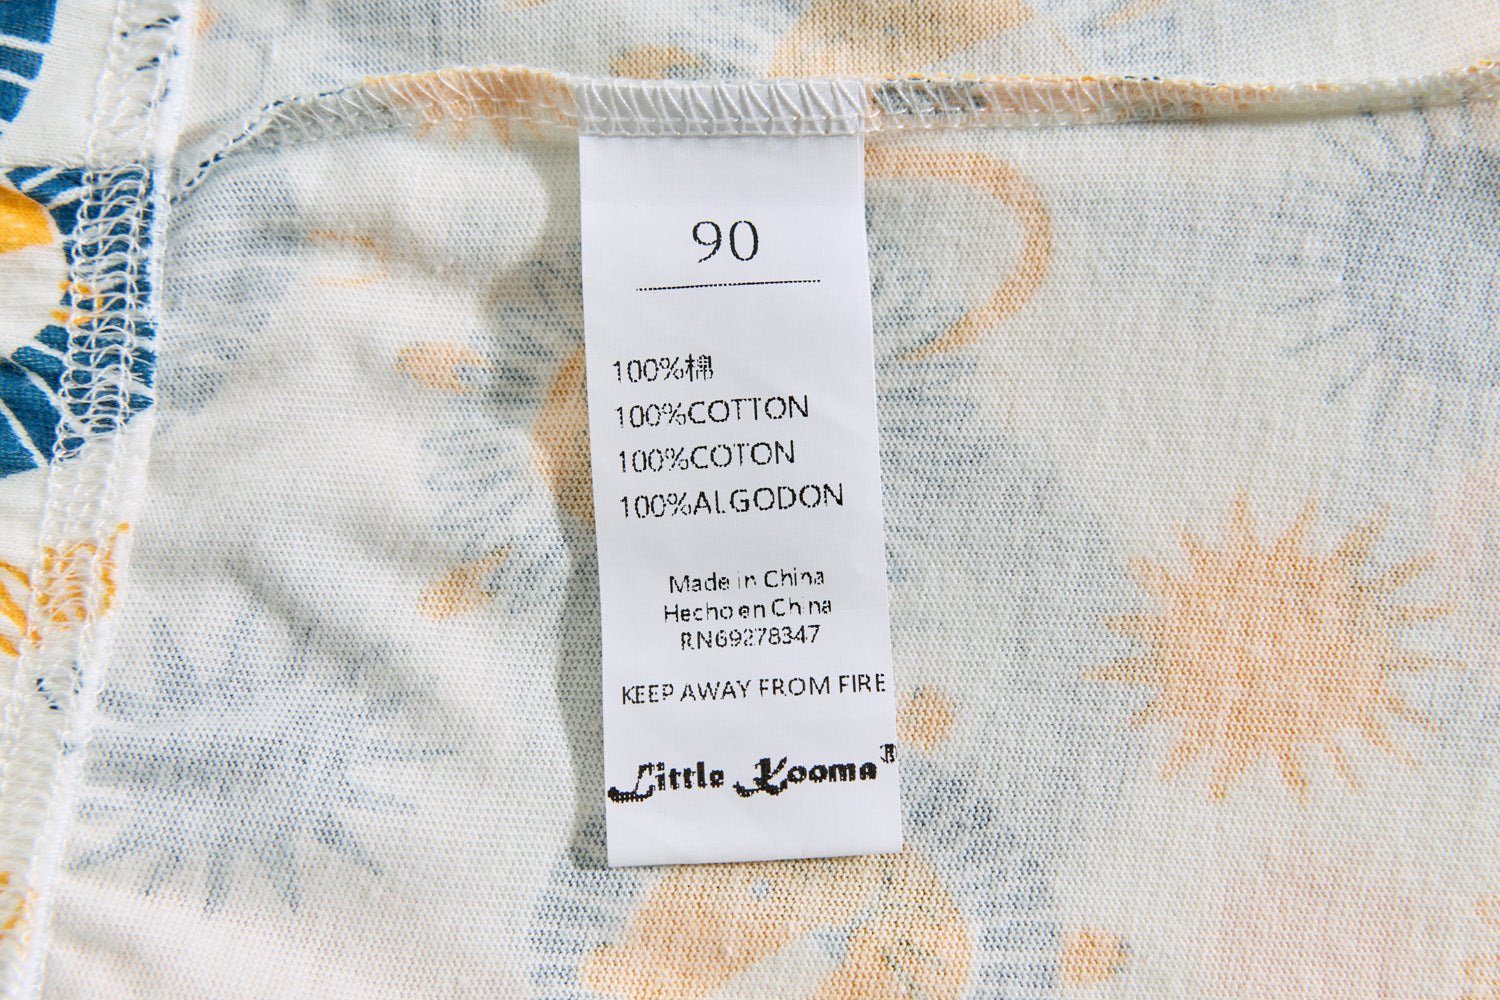 90
100%棉
100%COTTON
100%COTON
100%ALGODON
Made in China
Hecho en China
RN69278347
KEEP AWAY FROM FIRE
Little Kooma®